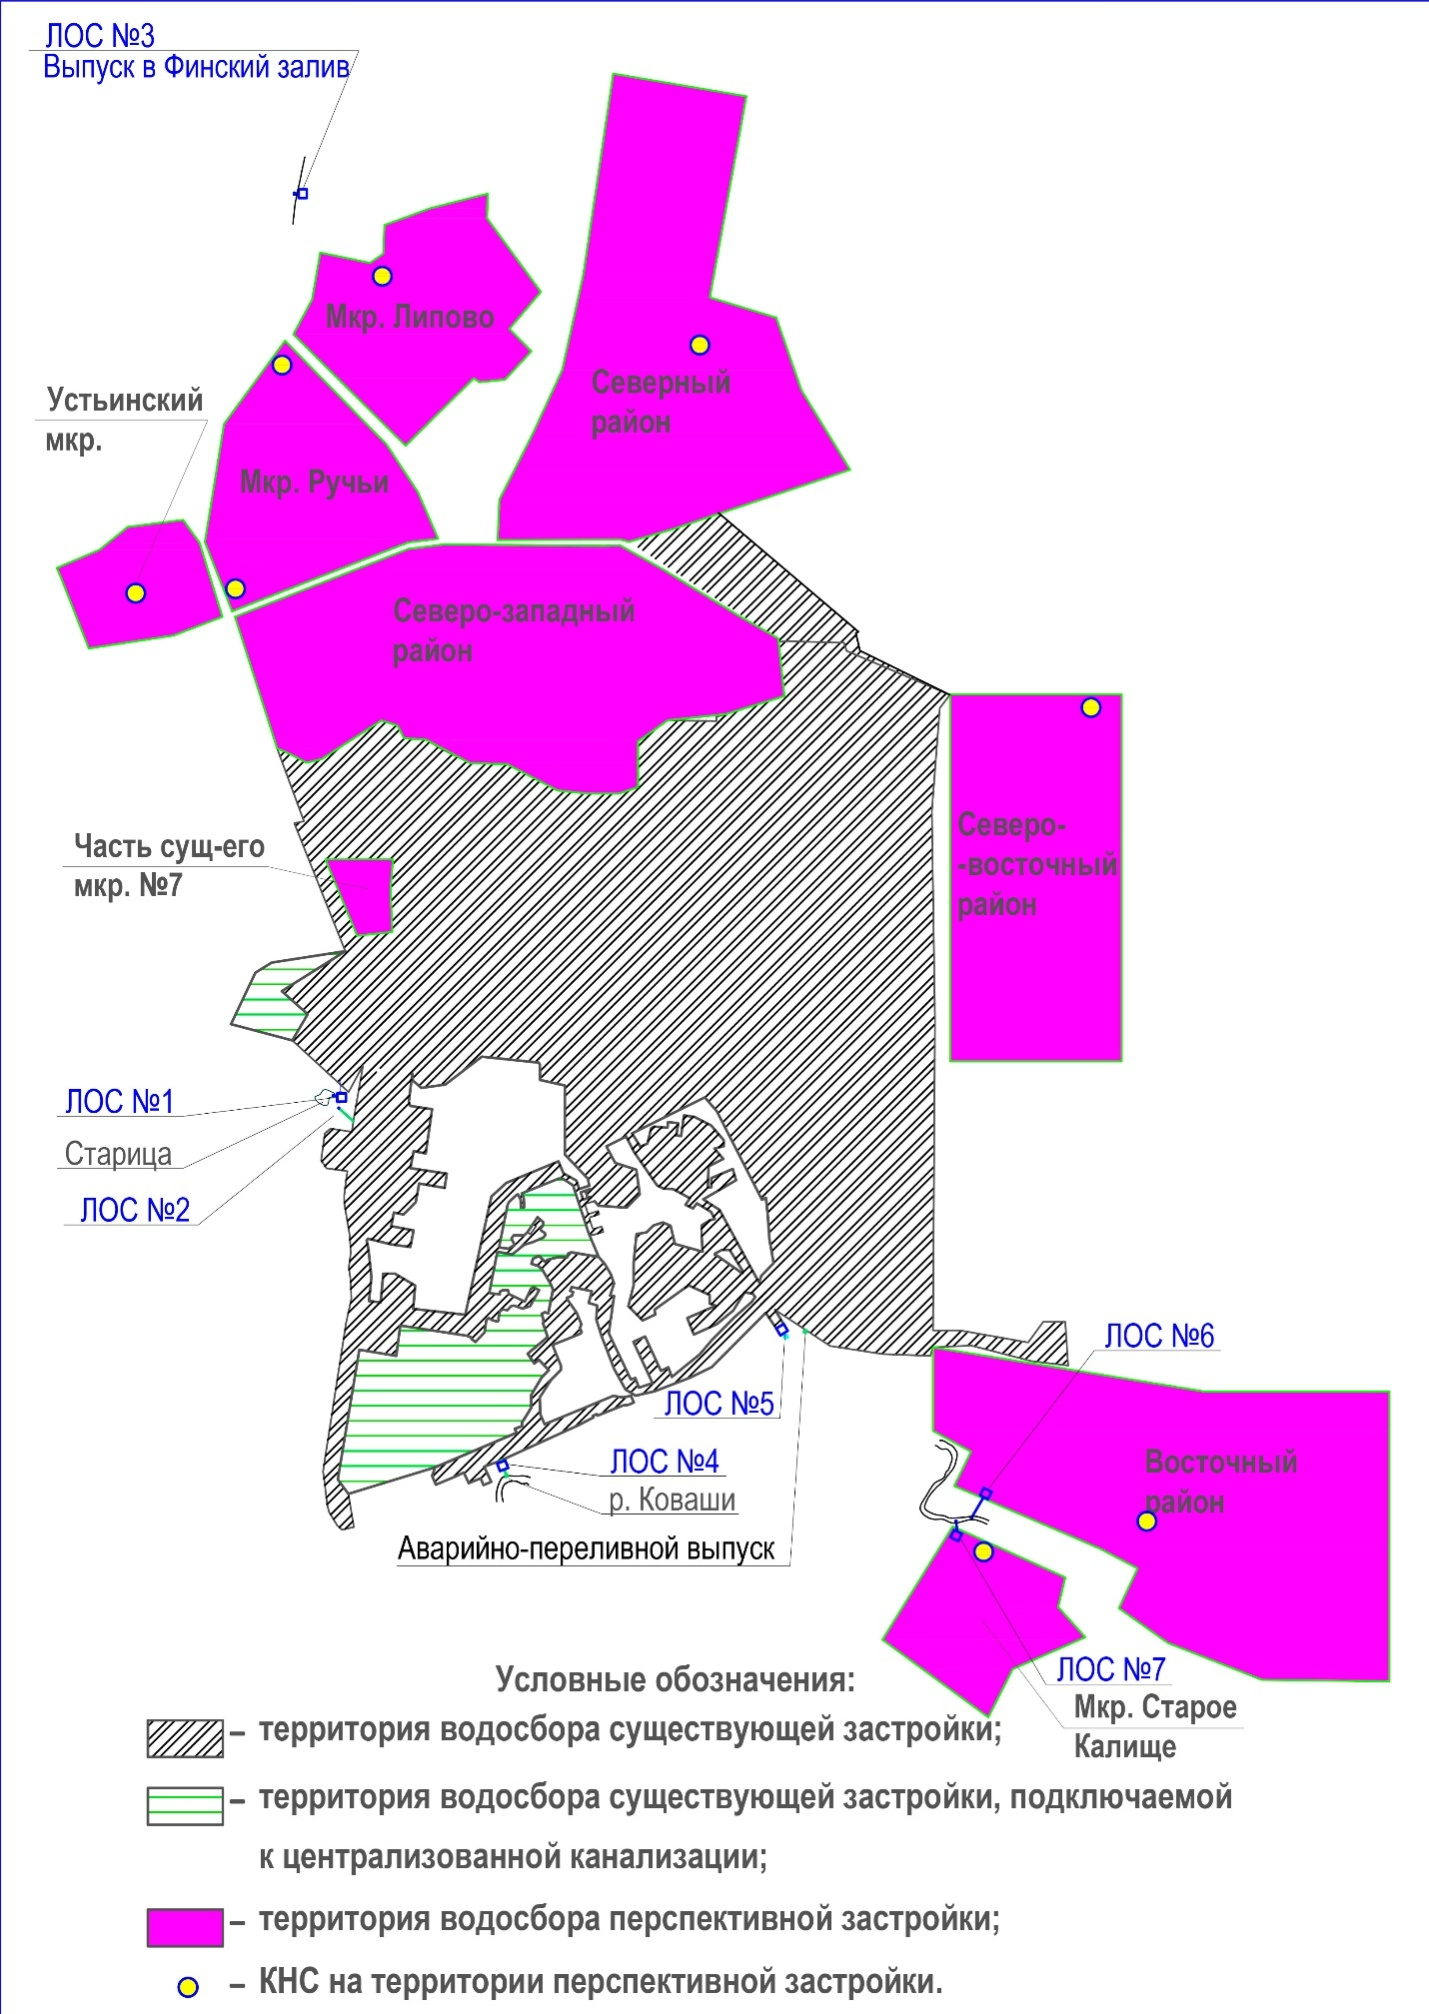 ЛОС №3
Выпуск в Финский залив
Мкр. Липово
Северный
район
Устьинский
мкр.
Мкр. Ручьи
Северо-западный
район
Северо-
-восточный
район
Часть сущ-его
мкр. №7
ЛОС №1
Старица
ЛОС №2
ЛОС №6
ЛОС №5
ЛОС №4
р. Коваши
Аварийно-переливной выпуск
Восточный
район
ЛОС №7
Мкр. Старое
Калище
Условные обозначения:
– территория водосбора существующей застройки;
– территория водосбора существующей застройки, подключаемой
к централизованной канализации;
– территория водосбора перспективной застройки;
– КНС на территории перспективной застройки.